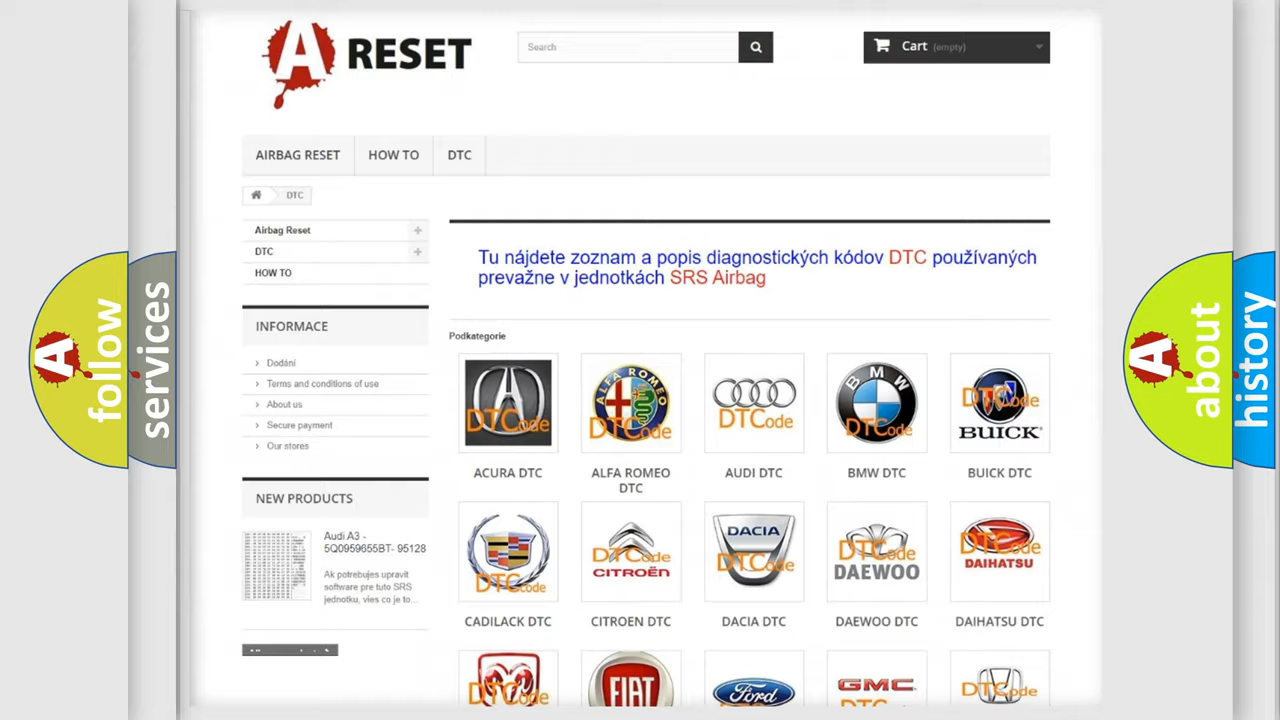 A RESET
Search
Cart (empty)
AIRBAG RESET
HOW TO
DTC
DTC
Airbag Reset
DTC
HOW TO
INFORMACE
Dodání
Terms and conditions of use
About us
Secure payment
Our stores
NEW PRODUCTS
Audi A3 -
5Q0959655BT- 95128
Ak potrebujes upravit
software pre tuto SRS
jednotku, vies co je to...
Tu nájdete zoznam a popis diagnostických kódov DTC používaných
prevažne v jednotkách SRS Airbag
Podkategorie
DTCode
ALFA ROMEO
DTCode
DTCode
BMW
DTCode
DTCode
BUICK
ACURA DTC
ALFA ROMEO
DTC
AUDI DTC
BMW DTC
BUICK DTC
DTCode
DTCode
CITROËN
DACIA
DTCode
DTCode
DAEWOO
DTCode
DAIHATSU
CADILACK DTC
CITROEN DTC
DACIA DTC
DAEWOO DTC
DAIHATSU DTC
DTCode
FIAT
Ford
GMC
DTCode
A follow
services
A about
history